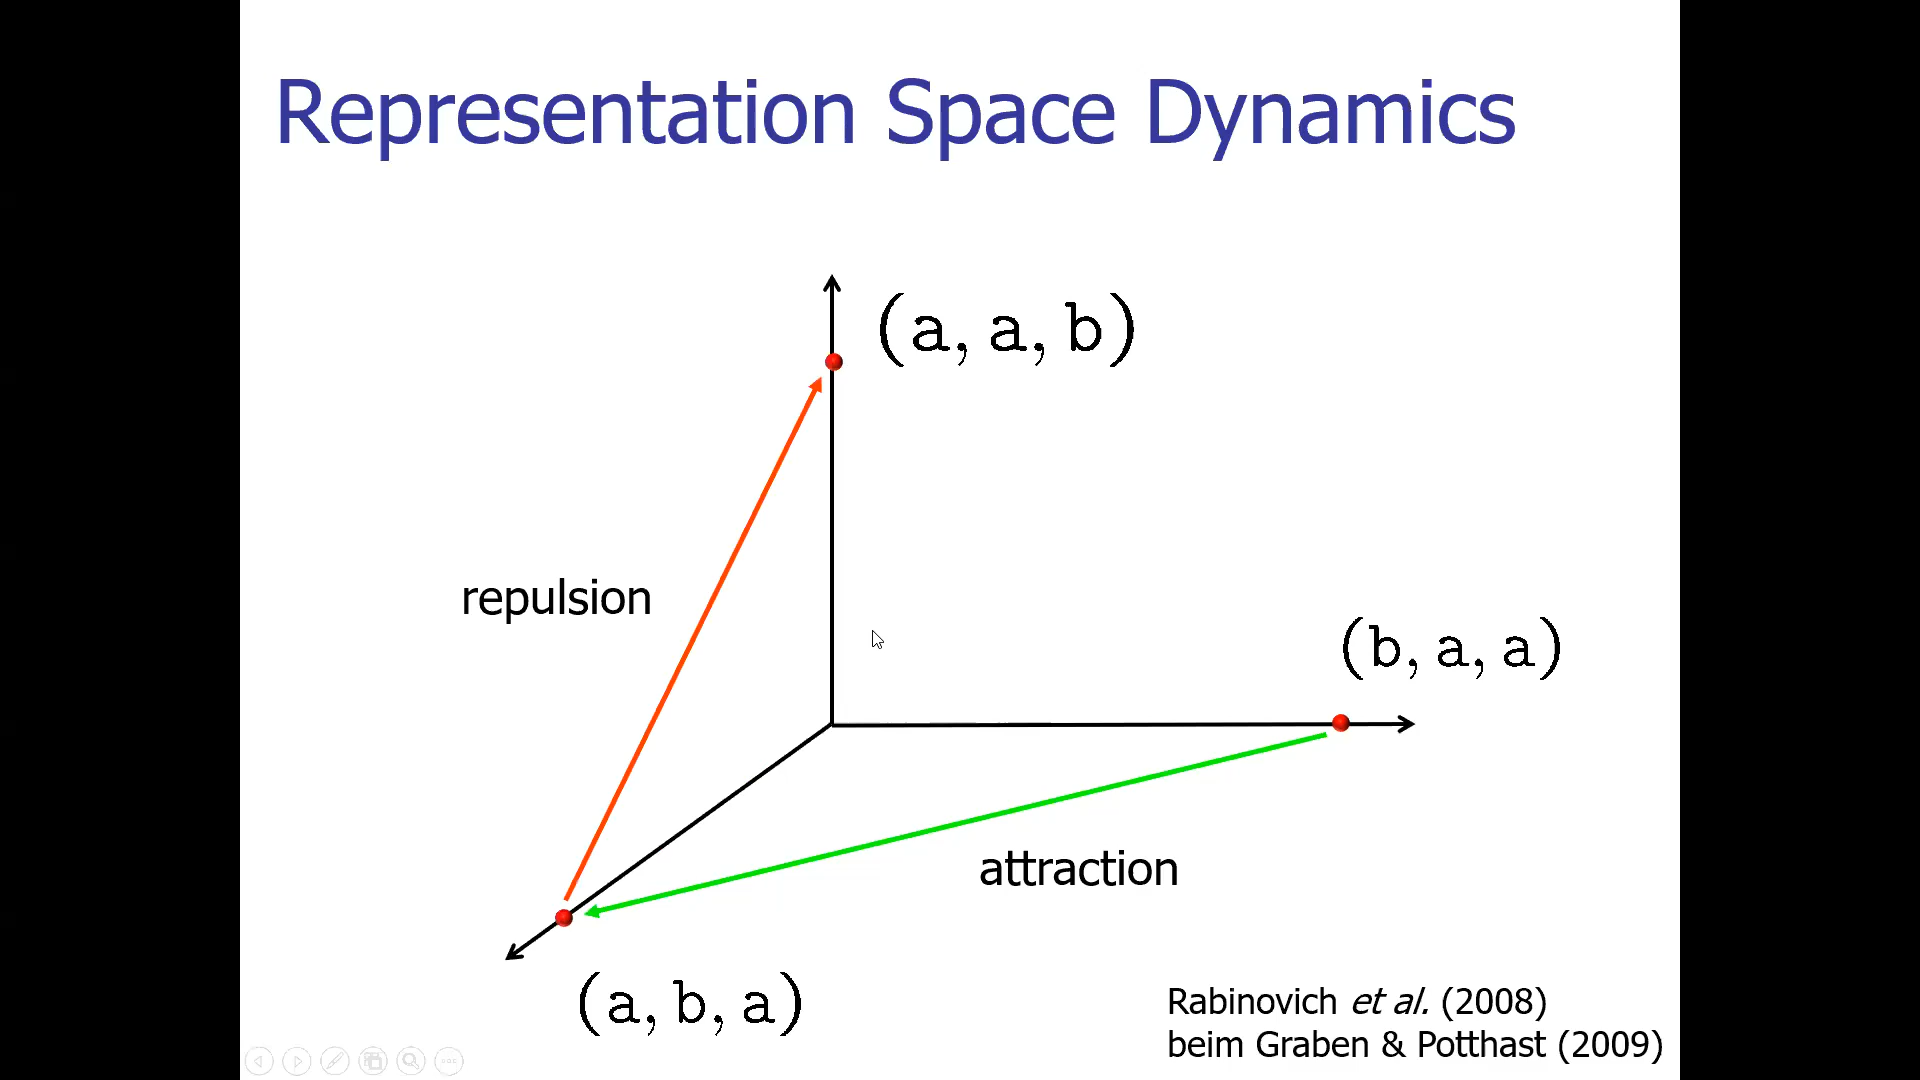 Representation Space Dynamics
(a, a, b)
repulsion
(b, a, a)
attraction
(a, b, a)
Rabinovich et al. (2008)
beim Graben & Potthast (2009)